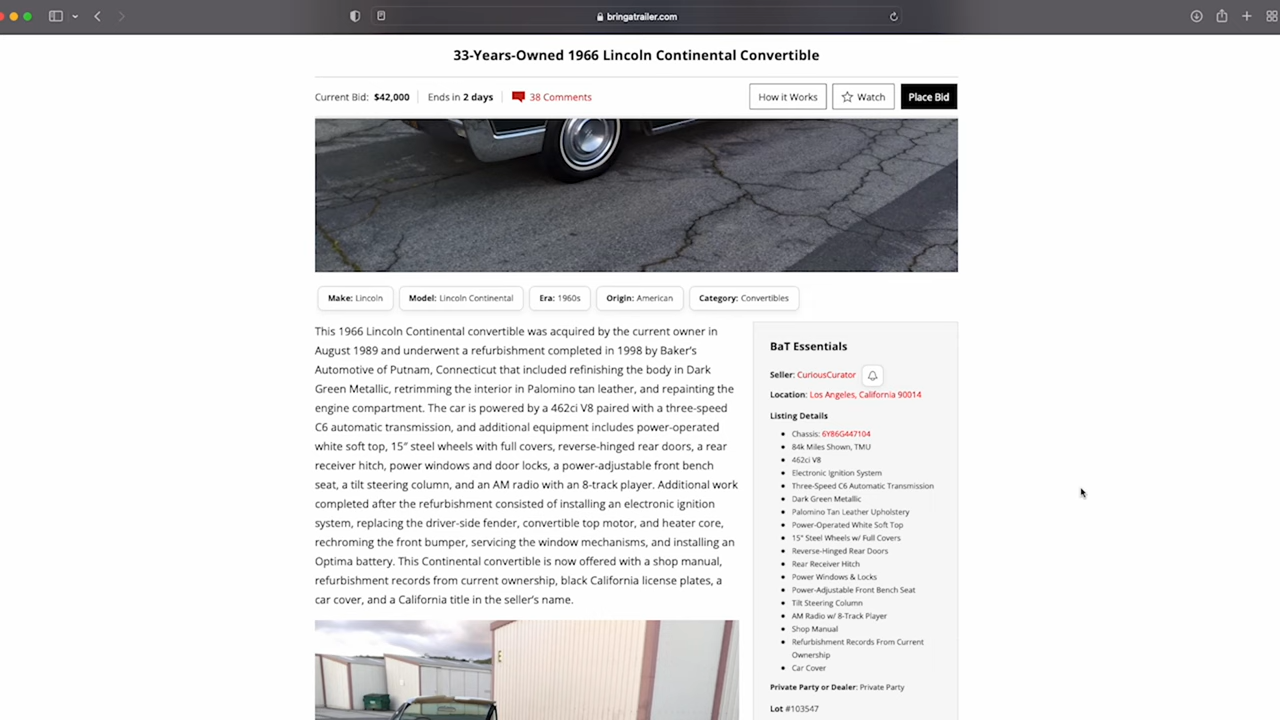 bringatrailer.com
33-Years-Owned 1966 Lincoln Continental Convertible
Current Bid: $42,000 Ends in 2 days 38 Comments How it Works Watch Place Bid
Make: Lincoln Model: Lincoln Continental Era: 1960s Origin: American Category: Convertibles
This 1966 Lincoln Continental convertible was acquired by the current owner in
August 1989 and underwent a refurbishment completed in 1998 by Baker's
Automotive of Putnam, Connecticut that included refinishing the body in Dark
Green Metallic, retrimming the interior in Palomino tan leather, and repainting the
engine compartment. The car is powered by a 462ci V8 paired with a three-speed
C6 automatic transmission, and additional equipment includes power-operated
white soft top, 15″ steel wheels with full covers, reverse-hinged rear doors, a rear
receiver hitch, power windows and door locks, a power-adjustable front bench
seat, a tilt steering column, and an AM radio with an 8-track player. Additional work
completed after the refurbishment consisted of installing an electronic ignition
system, replacing the driver-side fender, convertible top motor, and heater core,
rechroming the front bumper, servicing the window mechanisms, and installing an
Optima battery. This Continental convertible is now offered with a shop manual,
refurbishment records from current ownership, black California license plates, a
car cover, and a California title in the seller's name.
BaT Essentials
Seller: CuriousCurator
Location: Los Angeles, California 90014
Listing Details
Chassis: 6Y86G447104
84k Miles Shown, TMU
462ci V8
Electronic Ignition System
Three-Speed C6 Automatic Transmission
Dark Green Metallic
Palomino Tan Leather Upholstery
Power-Operated White Soft Top
15" Steel Wheels w/ Full Covers
Reverse-Hinged Rear Doors
Rear Receiver Hitch
Power Windows & Locks
Power-Adjustable Front Bench Seat
Tilt Steering Column
AM Radio w/ 8-Track Player
Shop Manual
Refurbishment Records From Current
Ownership
Car Cover
Private Party or Dealer: Private Party
Lot #103547